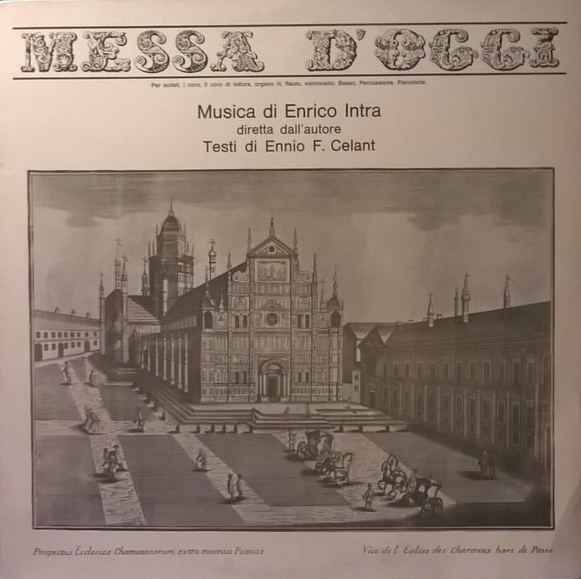 MESSA D'OGGI
Per solisti, I coro, II coro di lettura, organo H, flauto, violoncello, Basso, Percussione, Pianoforte.
Musica di Enrico Intra
diretta dall'autore
Testi di Ennio F. Celant
Prospectus Ecclesiae Chartusianorum extra moenia Papiae
Vüe de l Eglise des Chartreux hors de Pavie